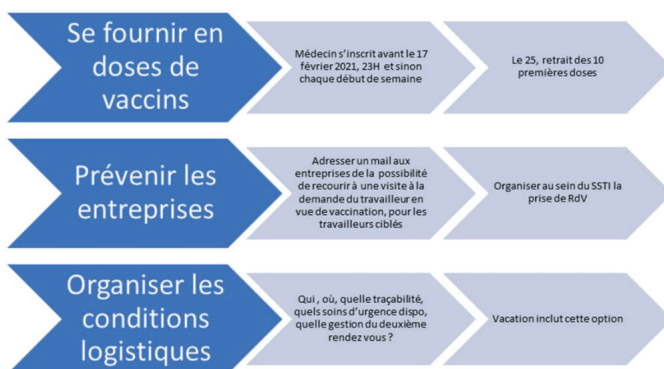 Se fournir en
doses de
vaccins
Médecin s'inscrit avant le 17
février 2021, 23H et sinon
chaque début de semaine
Le 25, retrait des 10
premières doses
Prévenir les
entreprises
Adresser un mail aux
entreprises de la possibilité
de recourir à une visite à la
demande du travailleur en
vue de vaccination, pour les
travailleurs ciblés
Organiser au sein du SSTI la
prise de RdV
Organiser les
conditions
logistiques
Qui , où, quelle traçabilité,
quels soins d'urgence dispo,
quelle gestion du deuxième
rendez vous ?
Vacation inclut cette option